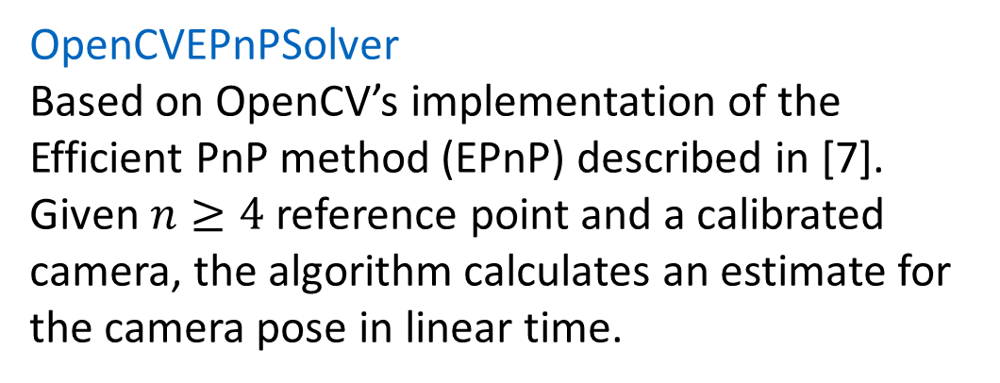 OpenCVEPnPSolver
Based on OpenCV’s implementation of the
Efficient PnP method (EPnP) described in [7].
Given n ≥ 4 reference point and a calibrated
camera, the algorithm calculates an estimate for
the camera pose in linear time.